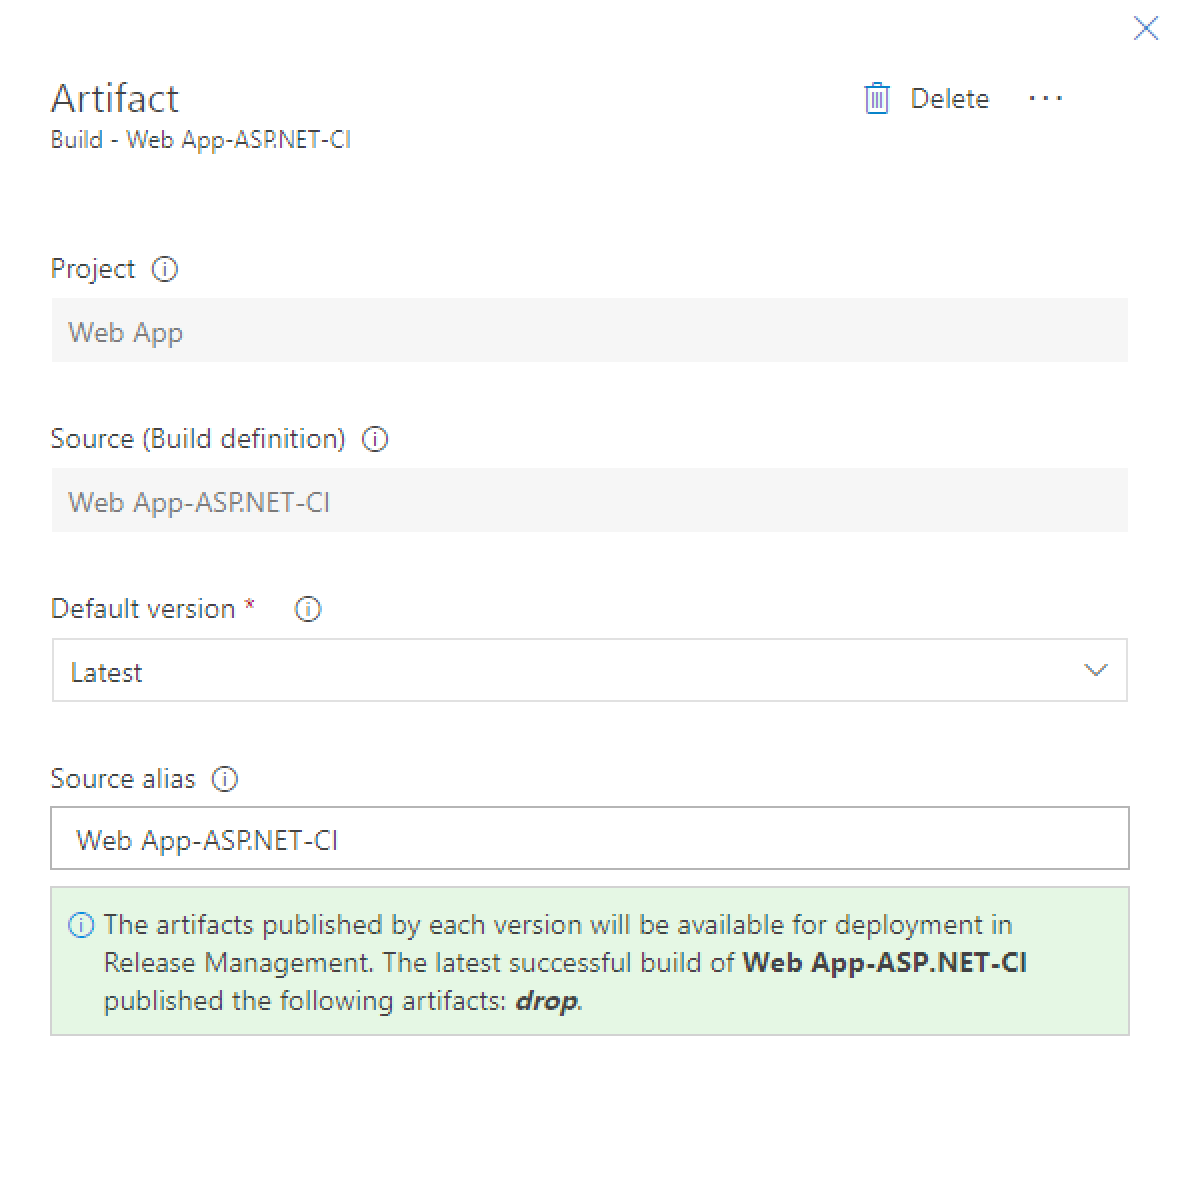 Artifact
Delete ...
Build - Web App-ASP.NET-CI
Project
Web App
Source (Build definition)
Web App-ASP.NET-CI
Default version *
Latest
Source alias
Web App-ASP.NET-CI
The artifacts published by each version will be available for deployment in
Release Management. The latest successful build of Web App-ASP.NET-CI
published the following artifacts: drop.